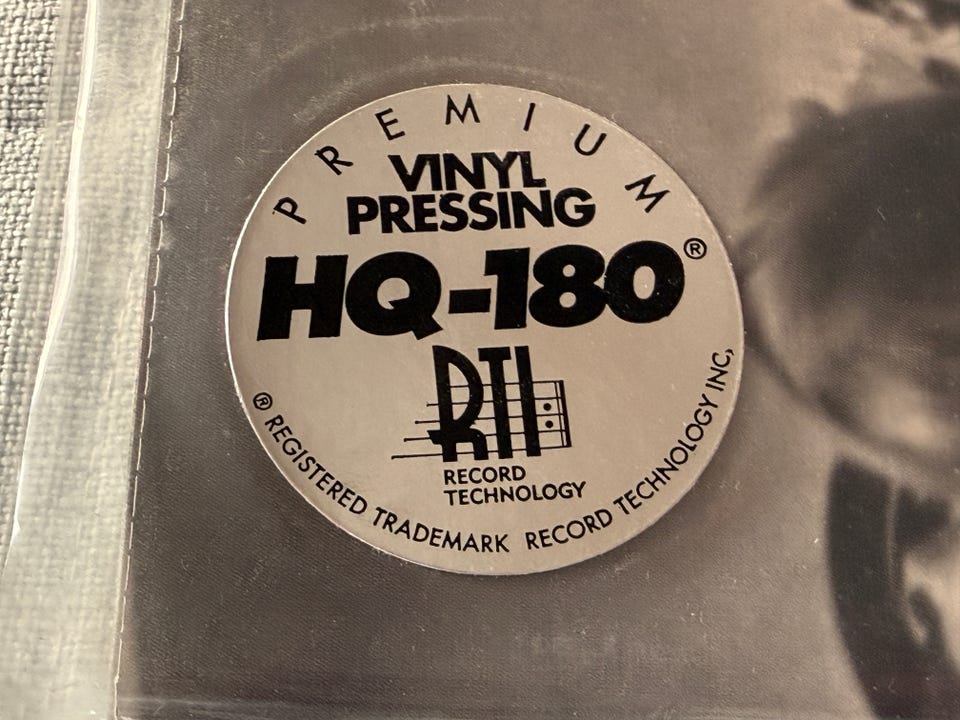 PREMIUM
VINYL
PRESSING
HQ-180®
RTI
RECORD
TECHNOLOGY
® REGISTERED TRADEMARK RECORD TECHNOLOGY INC,